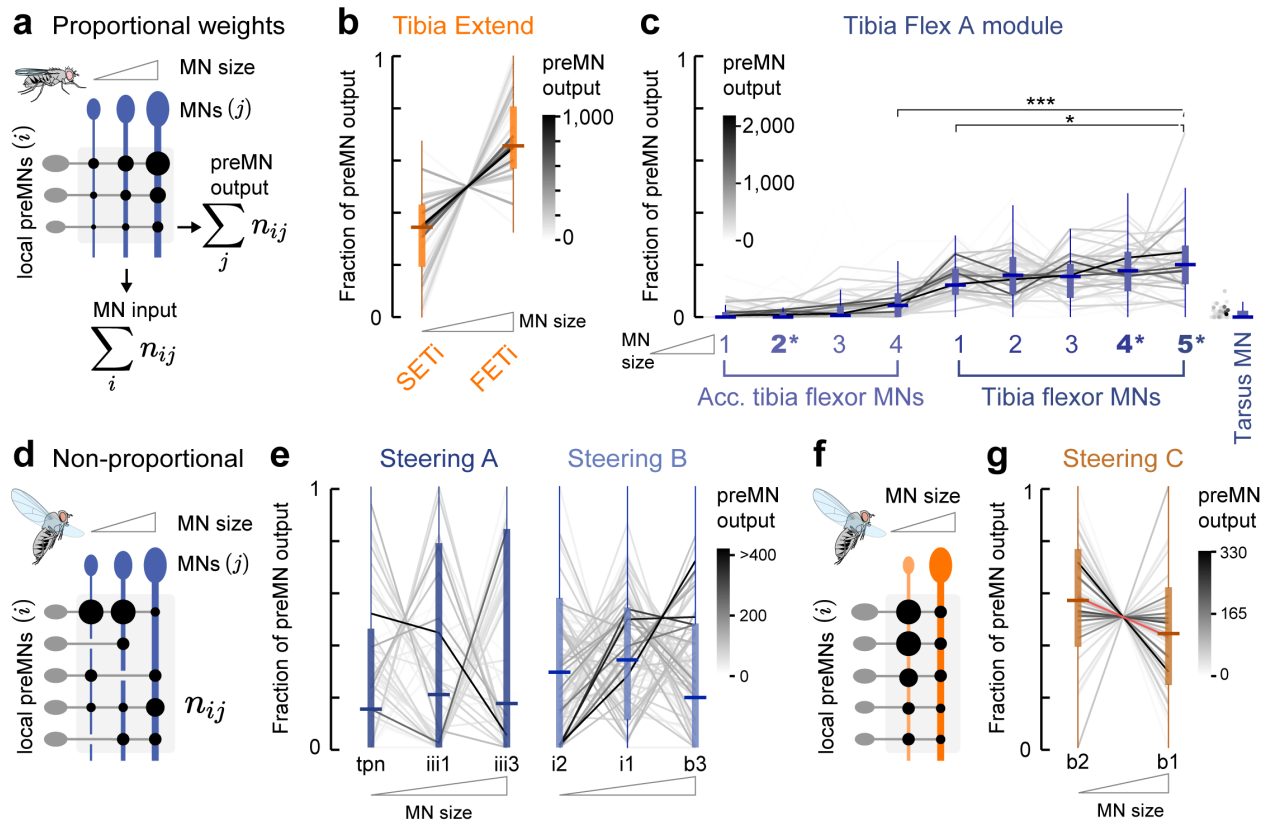 a Proportional weights
MN size
MNs (j)
local preMNs (i)
preMN
output
∑ n_ij
j
MN input
∑ n_ij
i
b Tibia Extend
Fraction of preMN output
1
0
preMN
output
1,000
0
MN size
SETi
FETi
c Tibia Flex A module
Fraction of preMN output
1
0
preMN
output
2,000
1,000
0
***
*
MN
size
1 2* 3 4 1 2 3 4* 5*
Acc. tibia flexor MNs Tibia flexor MNs
Tarsus MN
d Non-proportional
MN size
MNs (j)
local preMNs (i)
n_ij
e Steering A Steering B
Fraction of preMN output
1
0
tpn iii1 iii3 i2 i1 b3
MN size
preMN
output
>400
200
0
f
MN size
local preMNs (i)
g Steering C
Fraction of preMN output
1
0
b2 b1
MN size
preMN
output
330
165
0